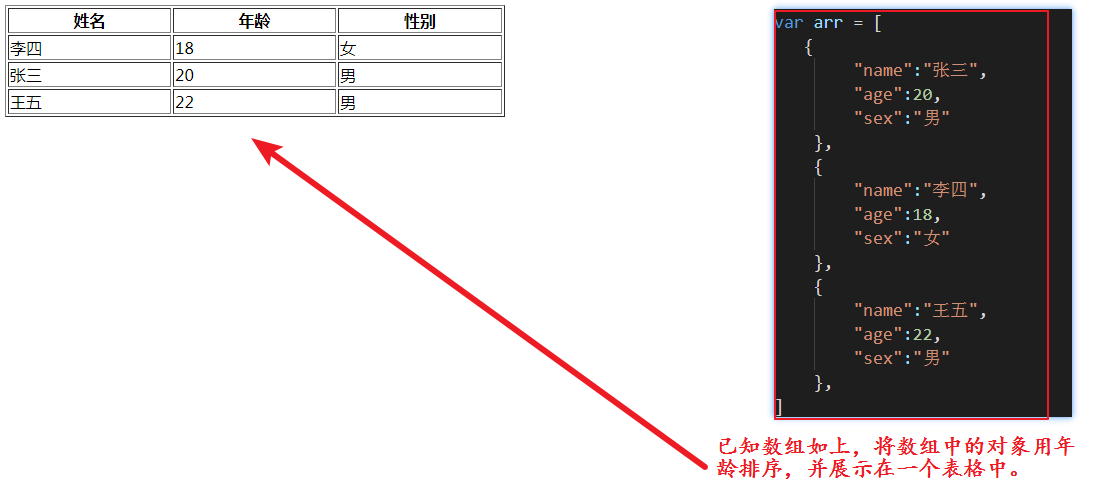 姓名 年龄 性别
李四 18 女
张三 20 男
王五 22 男
var arr = [
{
"name":"张三",
"age":20,
"sex":"男"
},
{
"name":"李四",
"age":18,
"sex":"女"
},
{
"name":"王五",
"age":22,
"sex":"男"
},
]
已知数组如上，将数组中的对象用年
龄排序，并展示在一个表格中。